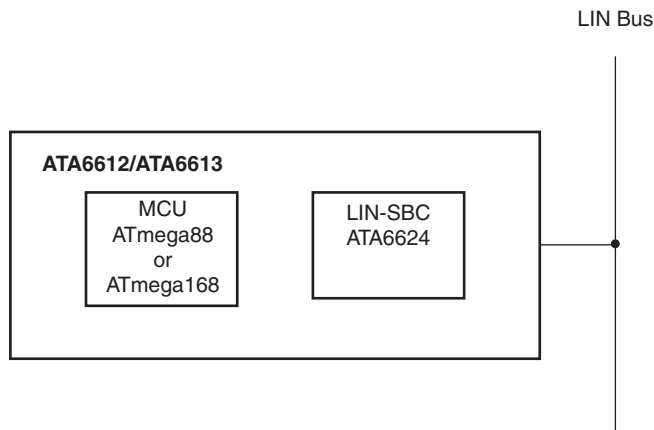 LIN Bus
ATA6612/ATA6613
MCU
ATmega88
or
ATmega168
LIN-SBC
ATA6624